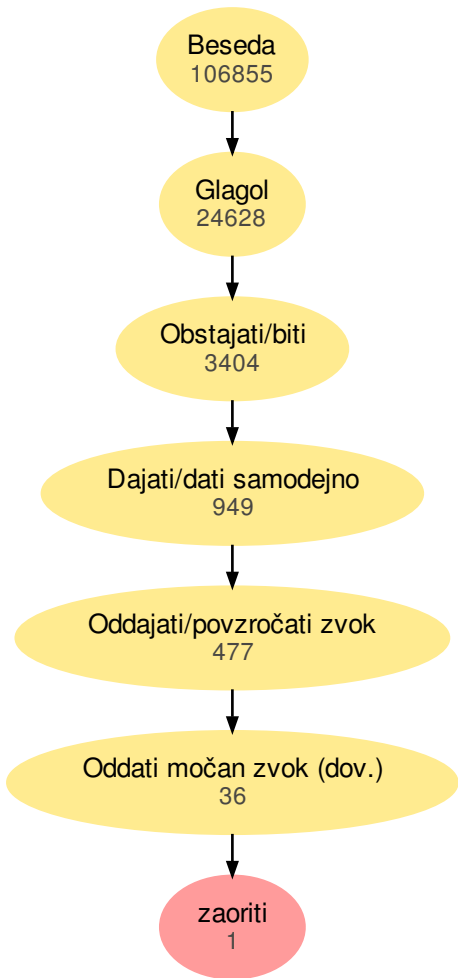 Beseda
106855
Glagol
24628
Obstajati/biti
3404
Dajati/dati samodejno
949
Oddajati/povzročati zvok
477
Oddati močan zvok (dov.)
36
zaoriti
1